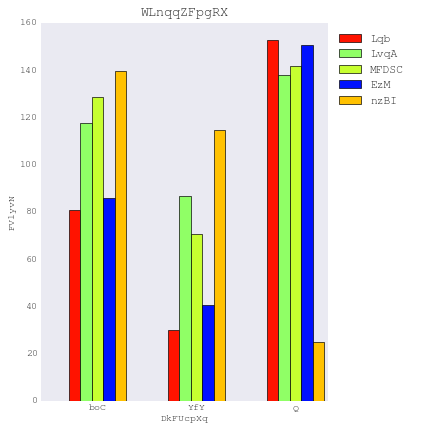 WLnqqZFpgRX
160
140
120
100
80
60
40
20
0
FVlyvN
boC
YfY
Q
DkFUcpXq
Lqb
LvqA
MFDSC
EzM
nzBI